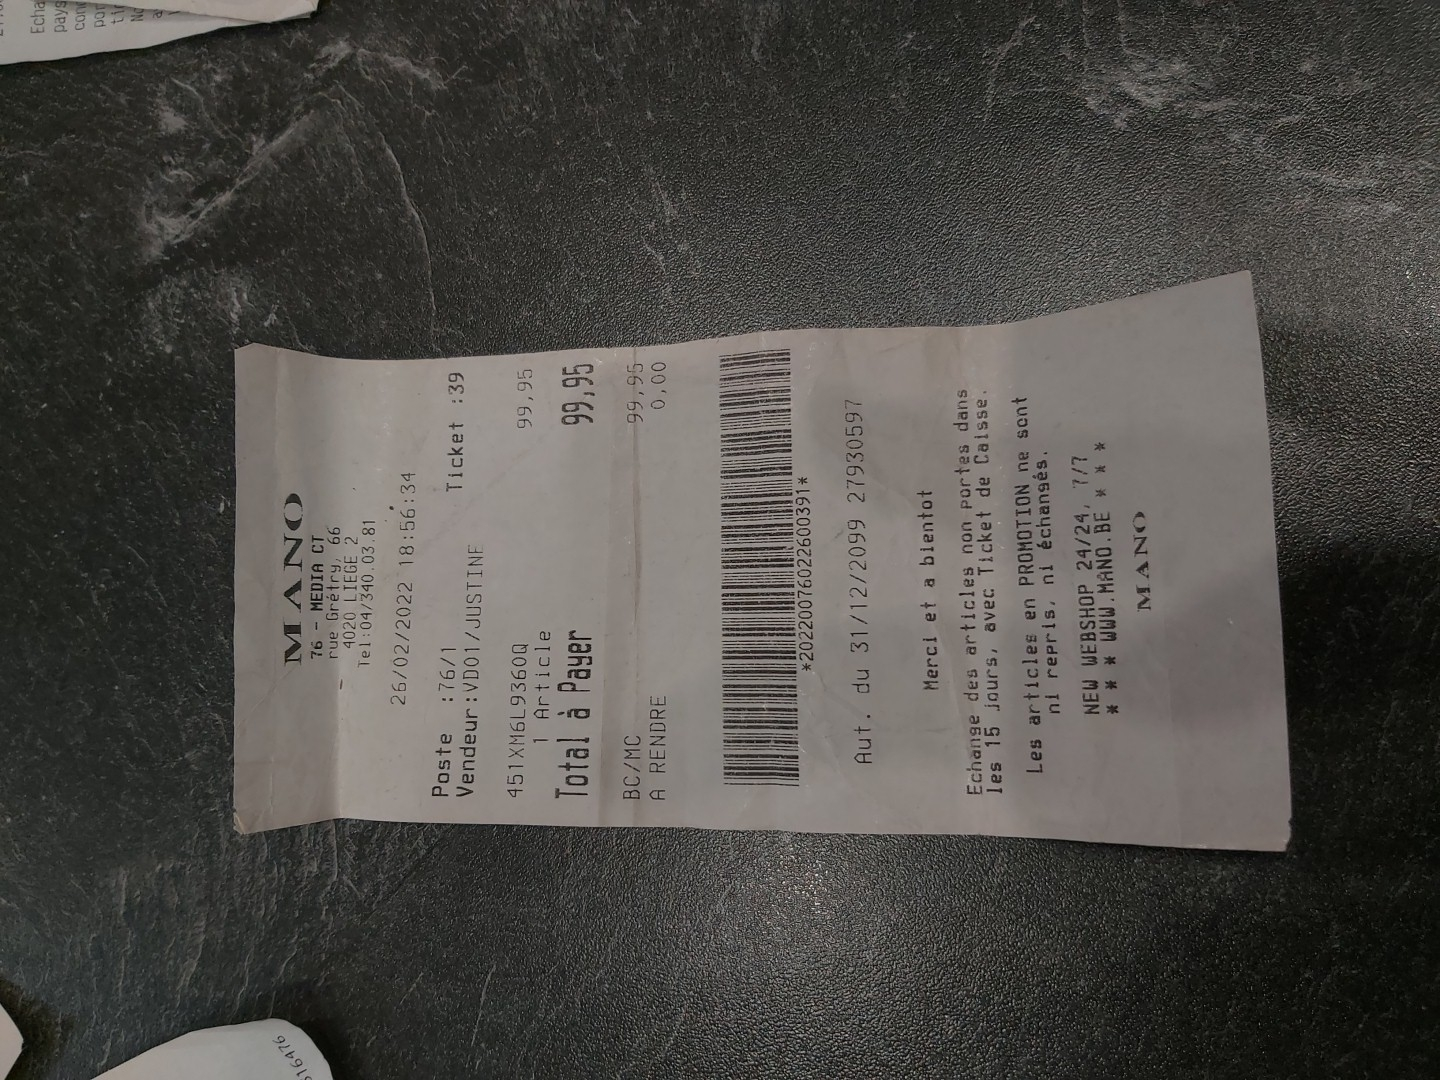 MANO
76 - MEDIA CT
rue Grétry, 66
4020 LIEGE 2
Tel:04/340.03.81
26/02/2022 18:56:34
Poste :76/1 Ticket :39
Vendeur:VD01/JUSTINE
451XM6L9360Q 99,95
1 Article
Total à Payer 99,95
BC/MC 99,95
A RENDRE 0,00
*20220076022600391*
Aut. du 31/12/2099 27930597
Merci et a bientot
Echange des articles non portes dans
les 15 jours, avec Ticket de Caisse.
Les articles en PROMOTION ne sont
ni repris, ni échangés.
NEW WEBSHOP 24/24, 7/7
* * * * WWW.MANO.BE * * * *
MANO
Echa
pays